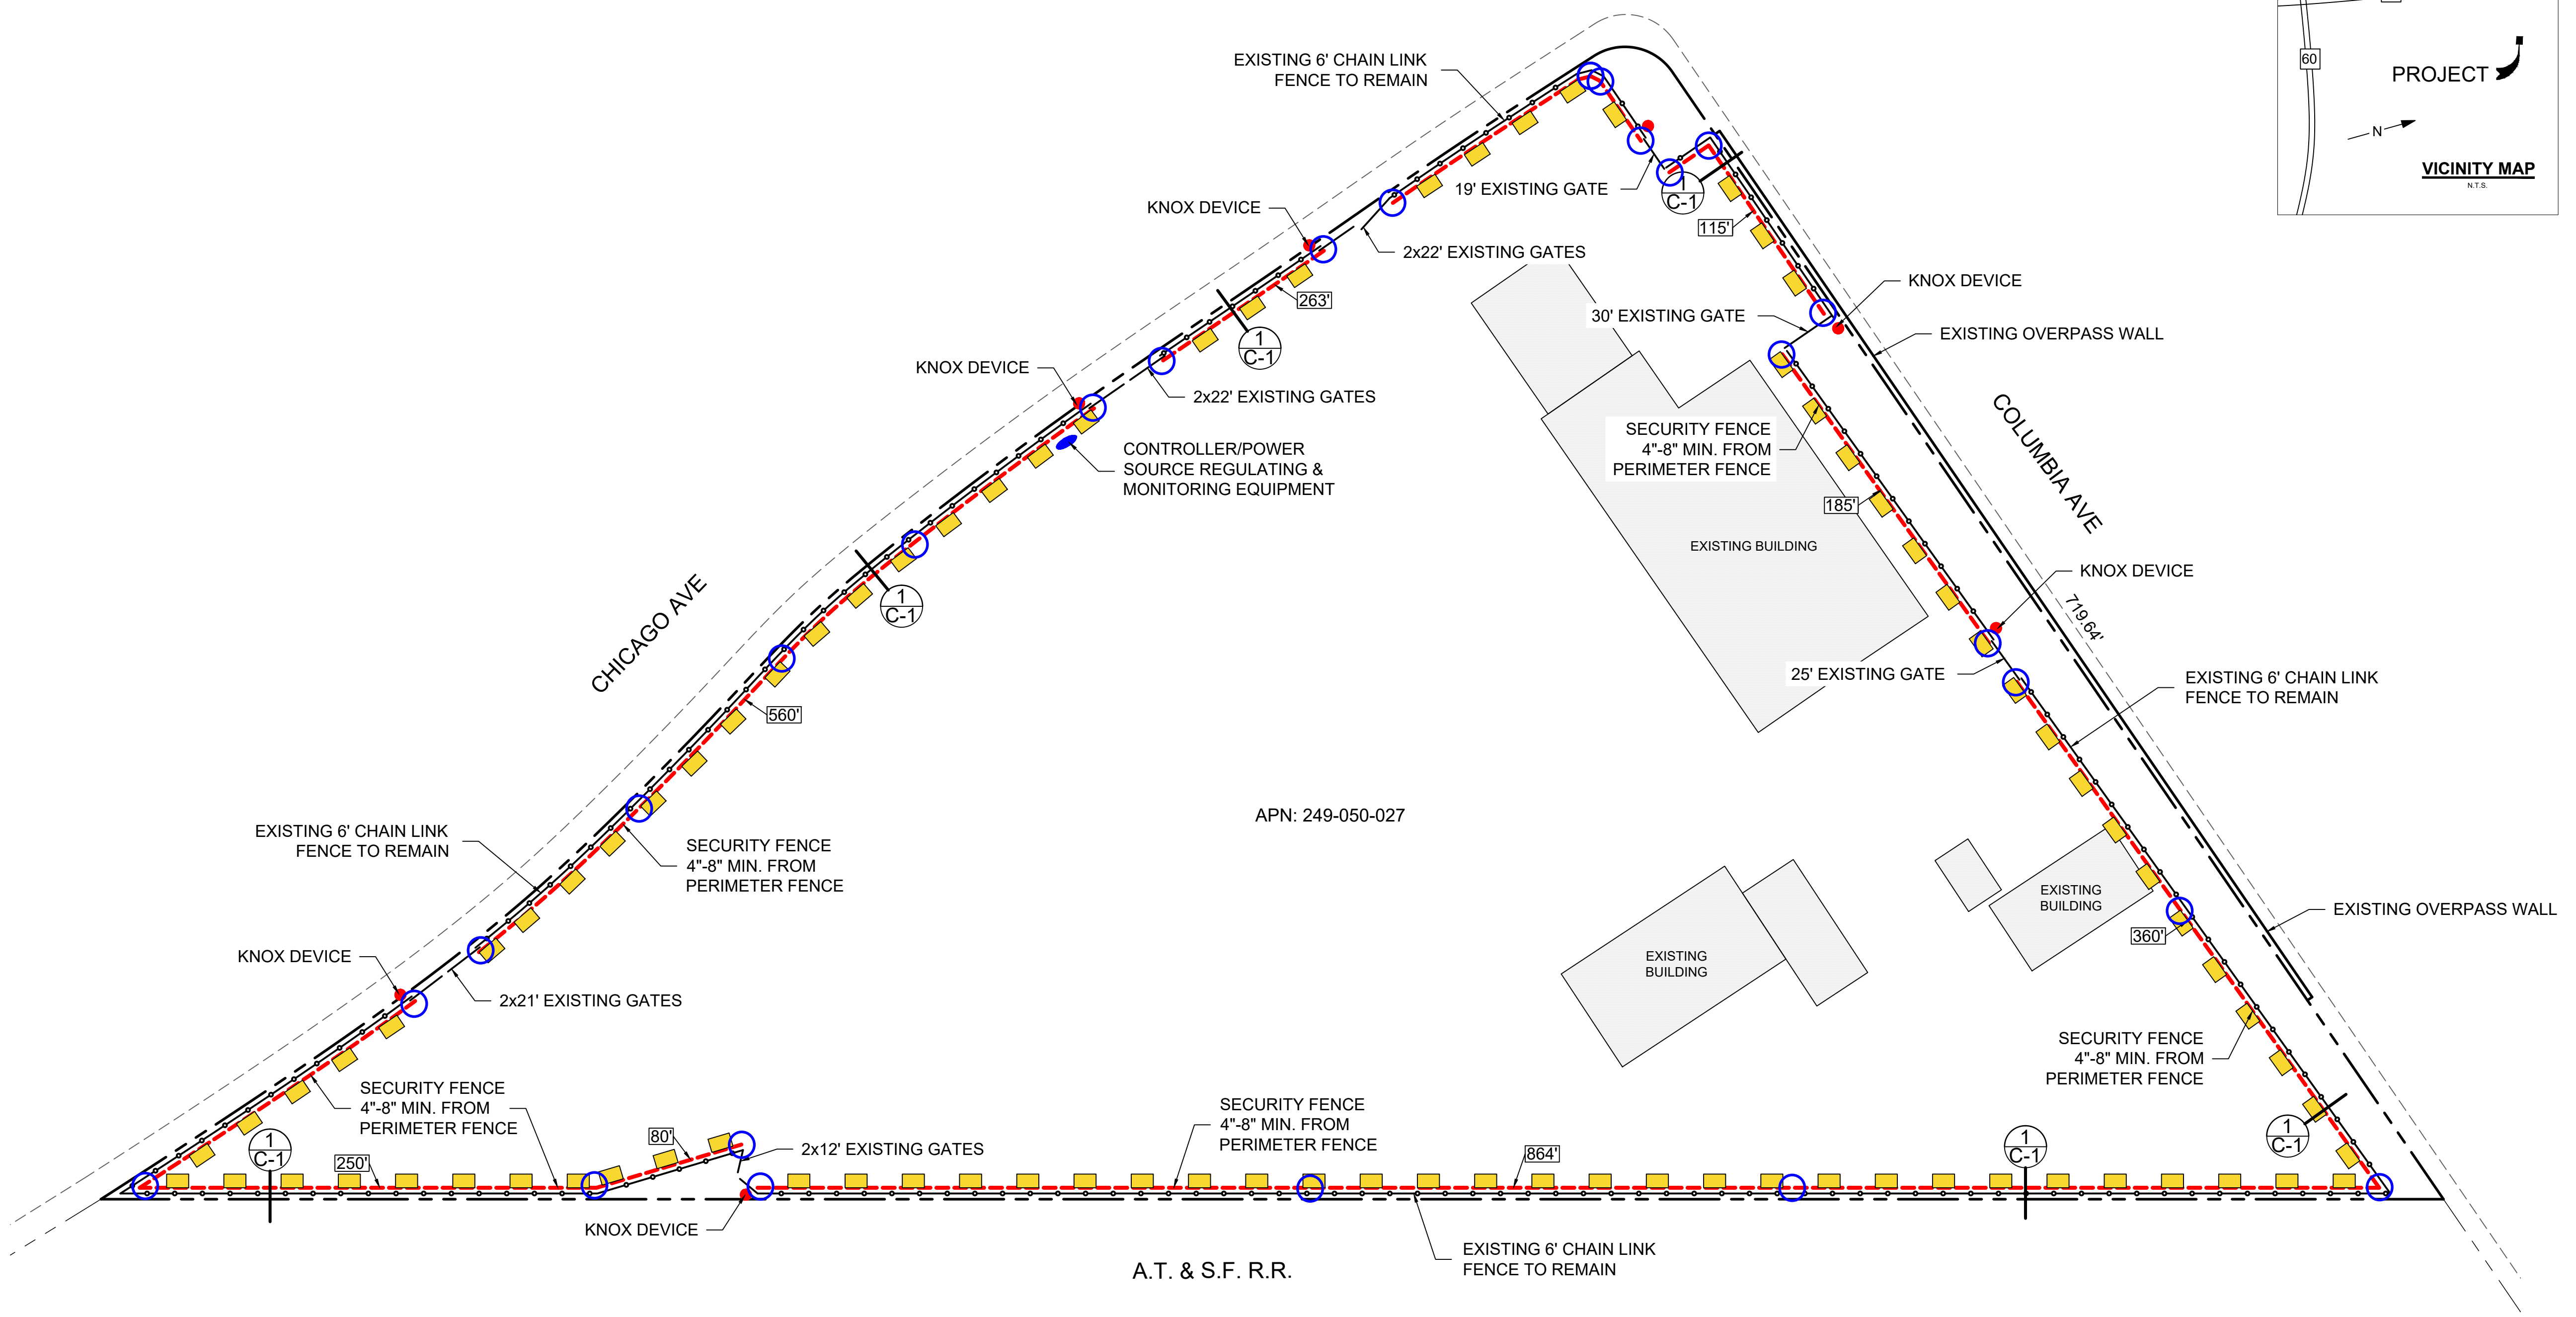 EXISTING 6' CHAIN LINK
FENCE TO REMAIN
60
PROJECT
N
VICINITY MAP
N.T.S.
KNOX DEVICE
19' EXISTING GATE
1
C-1
115'
2x22' EXISTING GATES
263'
KNOX DEVICE
30' EXISTING GATE
EXISTING OVERPASS WALL
1
C-1
KNOX DEVICE
2x22' EXISTING GATES
CONTROLLER/POWER
SOURCE REGULATING &
MONITORING EQUIPMENT
SECURITY FENCE
4"-8" MIN. FROM
PERIMETER FENCE
COLUMBIA AVE
185'
EXISTING BUILDING
KNOX DEVICE
719.64'
1
C-1
CHICAGO AVE
25' EXISTING GATE
EXISTING 6' CHAIN LINK
FENCE TO REMAIN
560'
APN: 249-050-027
EXISTING 6' CHAIN LINK
FENCE TO REMAIN
SECURITY FENCE
4"-8" MIN. FROM
PERIMETER FENCE
EXISTING
BUILDING
EXISTING OVERPASS WALL
360'
KNOX DEVICE
EXISTING
BUILDING
2x21' EXISTING GATES
SECURITY FENCE
4"-8" MIN. FROM
PERIMETER FENCE
SECURITY FENCE
4"-8" MIN. FROM
PERIMETER FENCE
SECURITY FENCE
4"-8" MIN. FROM
PERIMETER FENCE
1
C-1
250'
80'
2x12' EXISTING GATES
864'
1
C-1
1
C-1
KNOX DEVICE
EXISTING 6' CHAIN LINK
FENCE TO REMAIN
A.T. & S.F. R.R.